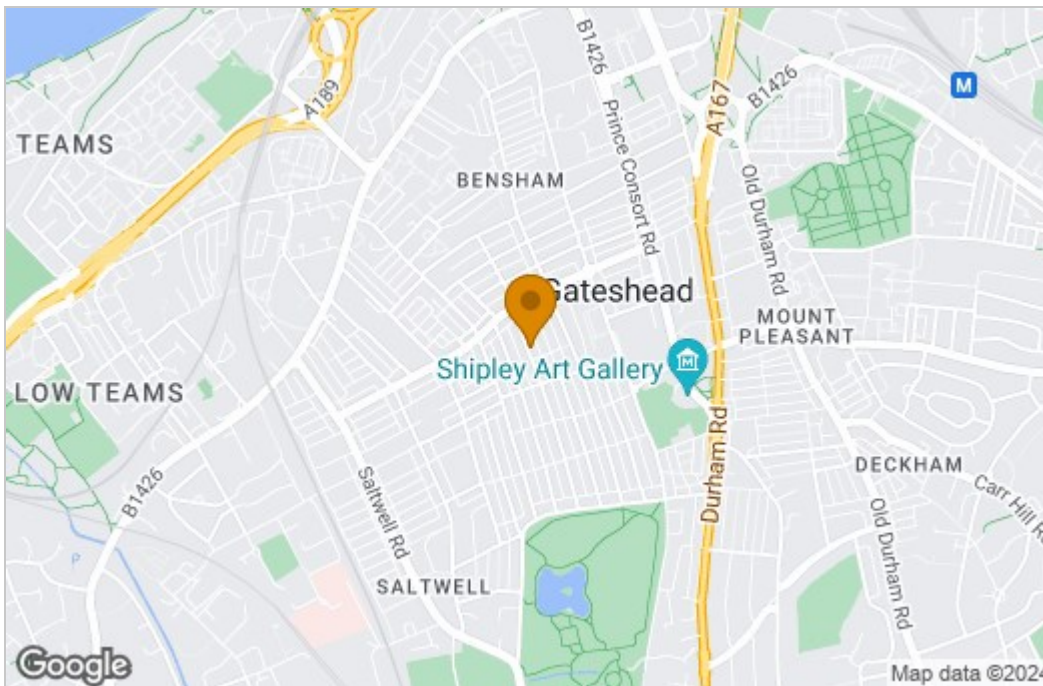 B1426
A189
TEAMS
BENSHAM
Prince Consort Rd
A167
B1426
M
Old Durham Rd
Gateshead
MOUNT
PLEASANT
Shipley Art Gallery
M
LOW TEAMS
Durham Rd
DECKHAM
Carr Hill Rd
B1426
Saltwell Rd
Old Durham Rd
P
SALTWELL
Google
Map data ©2024